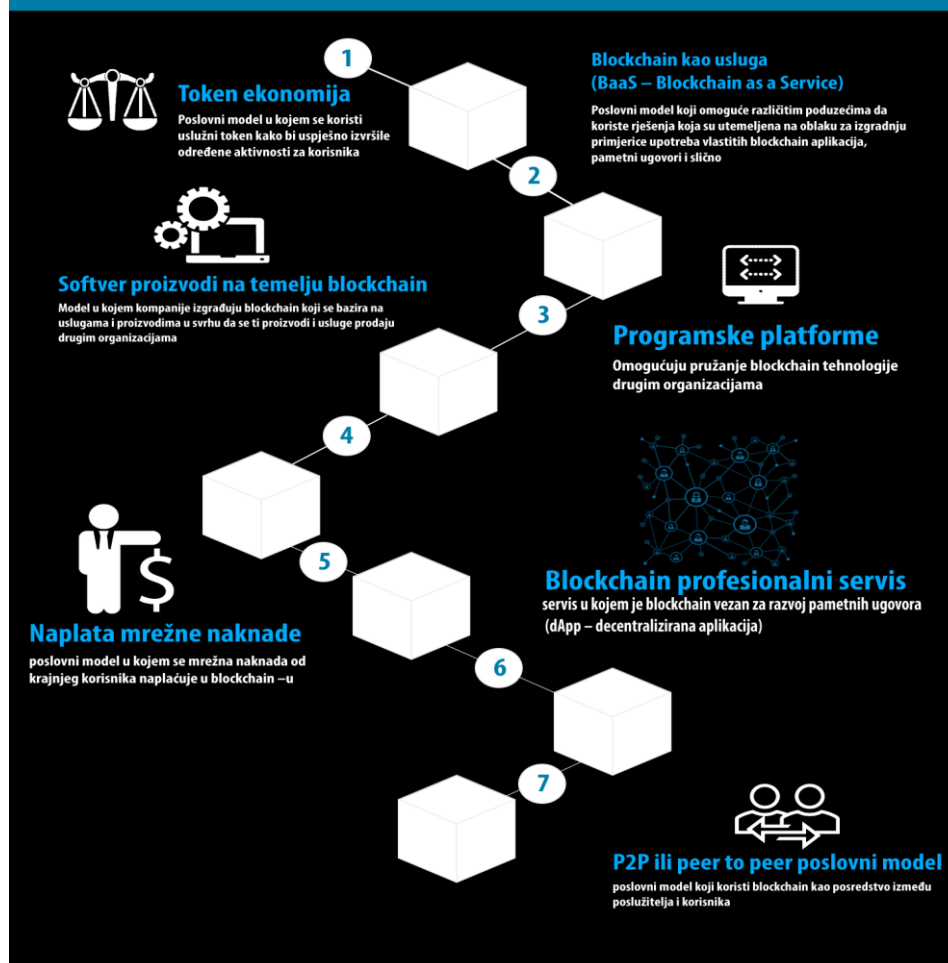 1
Token ekonomija
Poslovni model u kojem se koristi
uslužni token kako bi uspješno izvršile
određene aktivnosti za korisnika
Blockchain kao usluga
(BaaS – Blockchain as a Service)
Poslovni model koji omoguće različitim poduzećima da
koriste rješenja koja su utemeljena na oblaku za izgradnju
primjerice upotreba vlastitih blockchain aplikacija,
pametni ugovori i slično
2
Softver proizvodi na temelju blockchain
Model u kojem kompanije izgrađuju blockchain koji se bazira na
uslugama i proizvodima u svrhu da se ti proizvodi i usluge prodaju
drugim organizacijama
3
Programske platforme
Omogućuju pružanje blockchain tehnologije
drugim organizacijama
4
5
Blockchain profesionalni servis
servis u kojem je blockchain vezan za razvoj pametnih ugovora
(dApp – decentralizirana aplikacija)
Naplata mrežne naknade
poslovni model u kojem se mrežna naknada od
krajnjeg korisnika naplaćuje u blockchain –u
6
7
P2P ili peer to peer poslovni model
poslovni model koji koristi blockchain kao posredstvo između
poslužitelja i korisnika